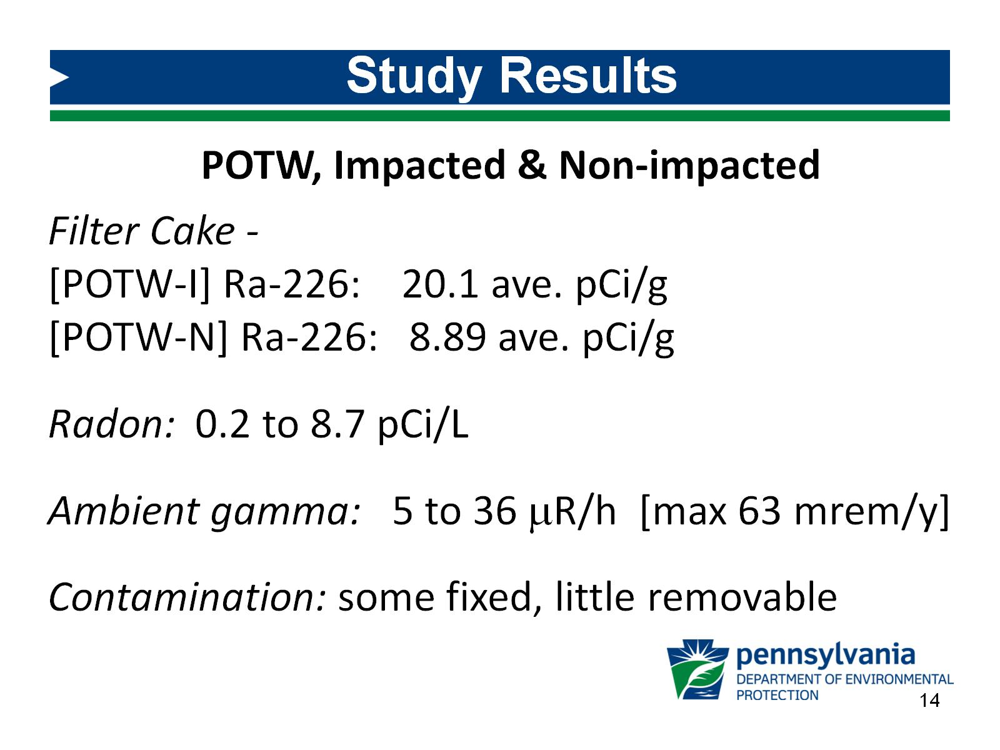 Study Results
POTW, Impacted & Non-impacted
Filter Cake -
[POTW-I] Ra-226: 20.1 ave. pCi/g
[POTW-N] Ra-226: 8.89 ave. pCi/g
Radon: 0.2 to 8.7 pCi/L
Ambient gamma: 5 to 36 μR/h [max 63 mrem/y]
Contamination: some fixed, little removable
pennsylvania
DEPARTMENT OF ENVIRONMENTAL
PROTECTION
14